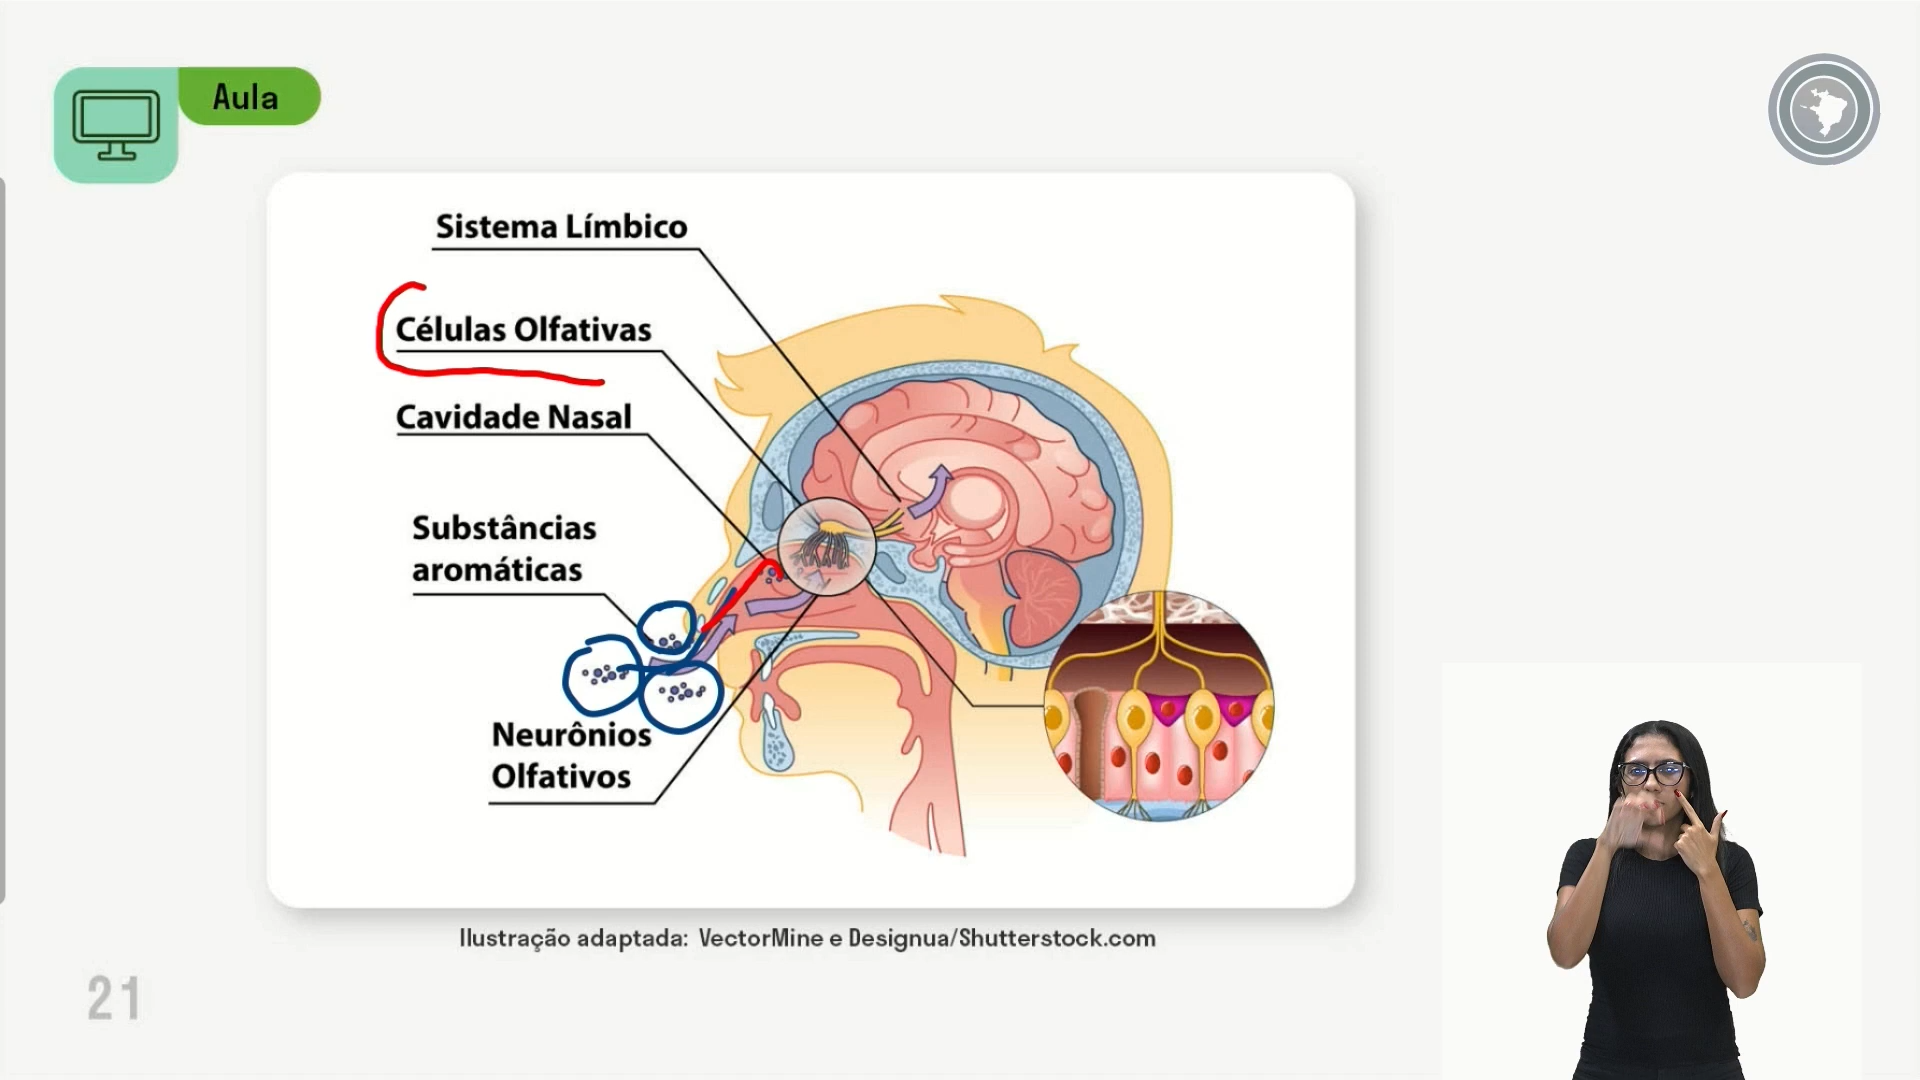 Aula
Sistema Límbico
Células Olfativas
Cavidade Nasal
Substâncias
aromáticas
Neurônios
Olfativos
Ilustração adaptada: VectorMine e Designua/Shutterstock.com
21